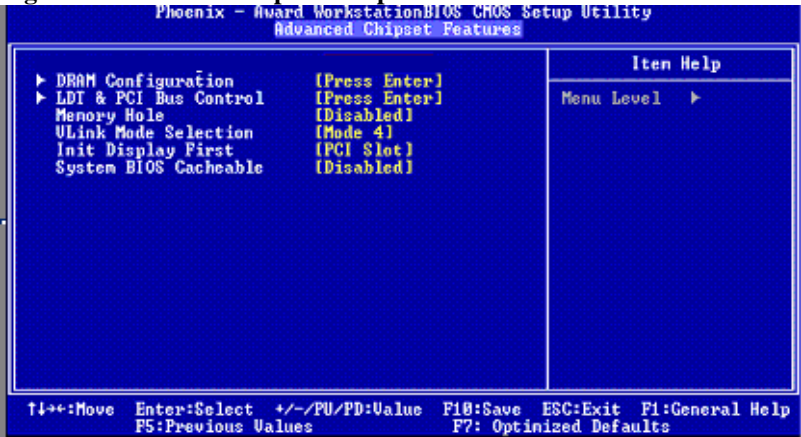 Phoenix - Award WorkstationBIOS CMOS Setup Utility
Advanced Chipset Features
Item Help
▶ DRAM Configuration [Press Enter]
▶ LDT & PCI Bus Control [Press Enter]
Menu Level ▶
Memory Hole [Disabled]
VLink Mode Selection [Mode 4]
Init Display First [PCI Slot]
System BIOS Cacheable [Disabled]
↑↓→←:Move Enter:Select +/-/PU/PD:Value F10:Save ESC:Exit F1:General Help
F5:Previous Values F7: Optimized Defaults